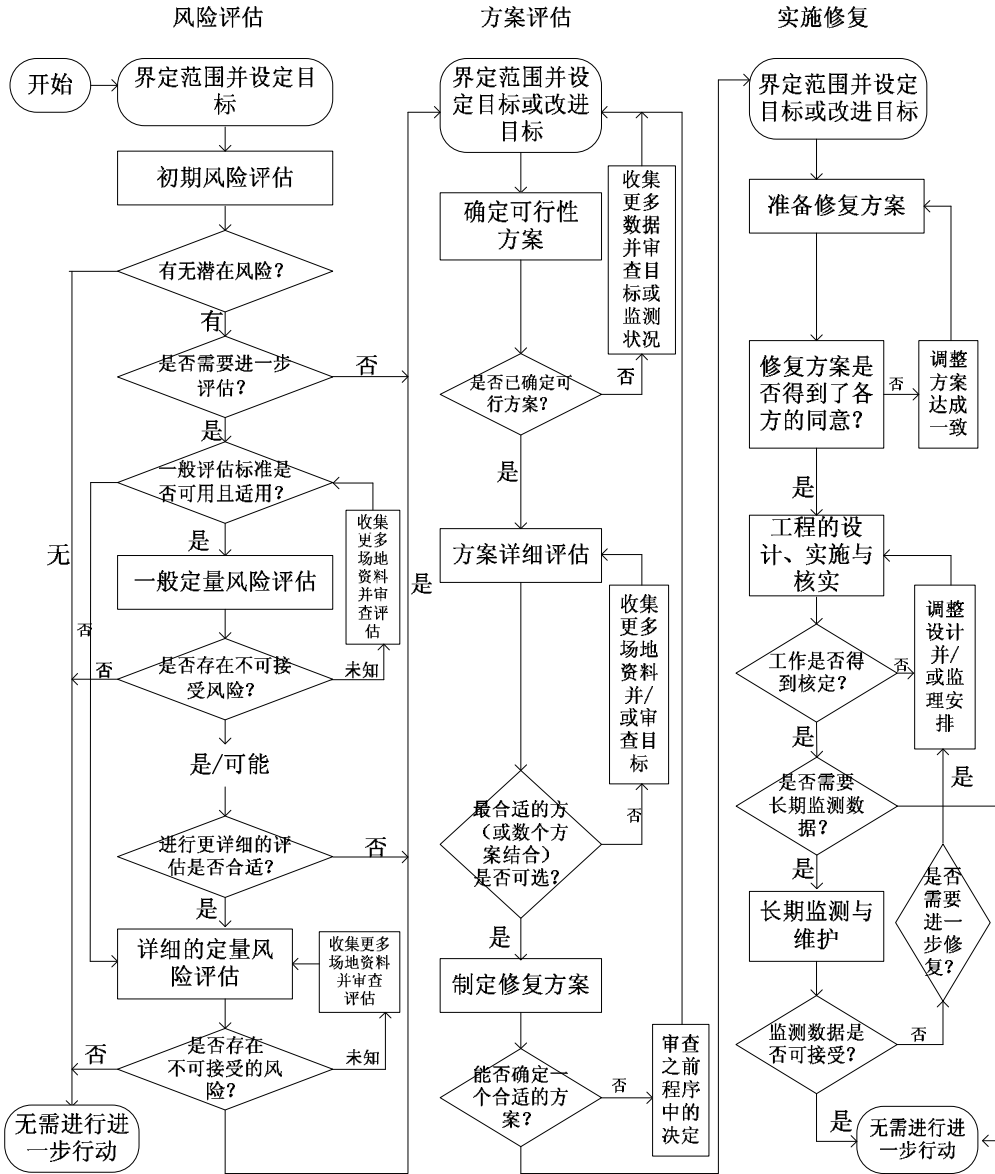 风险评估
开始
界定范围并设定目
标
初期风险评估
有无潜在风险？
有
是否需要进一步
评估？
否
是
一般评估标准是
否可用且适用？
是
收集
更多
场地
资料
并审
查评
估
无
一般定量风险评估
是
否
是否存在不可接
受风险？
否
未知
是/可能
进行更详细的评
估是否合适？
否
是
详细的定量风
险评估
收集更多
场地资料
并审查
评估
是否存在
不可接受的风
险？
否
未知
无需进行进
一步行动
方案评估
界定范围并设
定目标或改进
目标
确定可行性
方案
收集
更多
数据
并审
查目
标或
监测
状况
是否已确定可
行方案？
否
是
方案详细评估
收集
更多
场地
资料
并/
或审
查目
标
最合适的方
（或数个方
案结合）
是否可选？
否
是
制定修复方案
能否确定一
个合适的方
案？
否
审查
之前
程序
中的
决定
实施修复
界定范围并设定
目标或改进目标
准备修复方案
修复方案是
否得到了各
方的同意？
否
调整
方案
达成
一致
是
工程的设
计、实施与
核实
工作是否得
到核定？
否
调整
设计
并/
或监
理安
排
是
是否需要
长期监测数
据？
是
是
长期监测与
维护
是否
需要
进一
步修
复？
监测数据是
否可接受？
否
是
无需进行进
一步行动